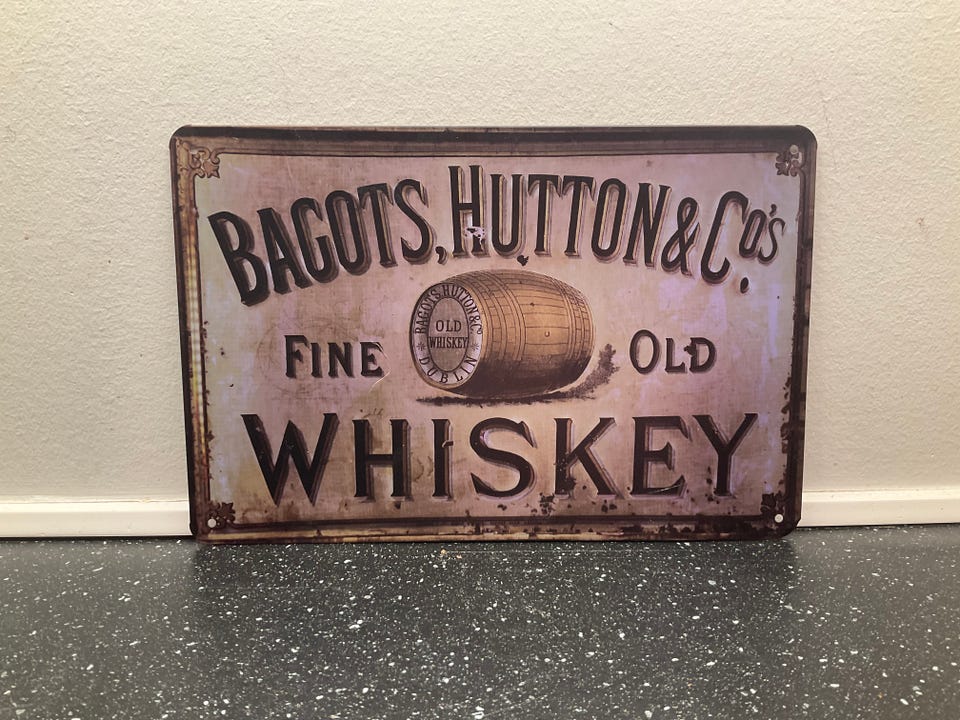 BAGOTS, HUTTON & Co's
FINE
BAGOTS, HUTTON & Co
OLD
WHISKEY
DUBLIN
OLD
WHISKEY